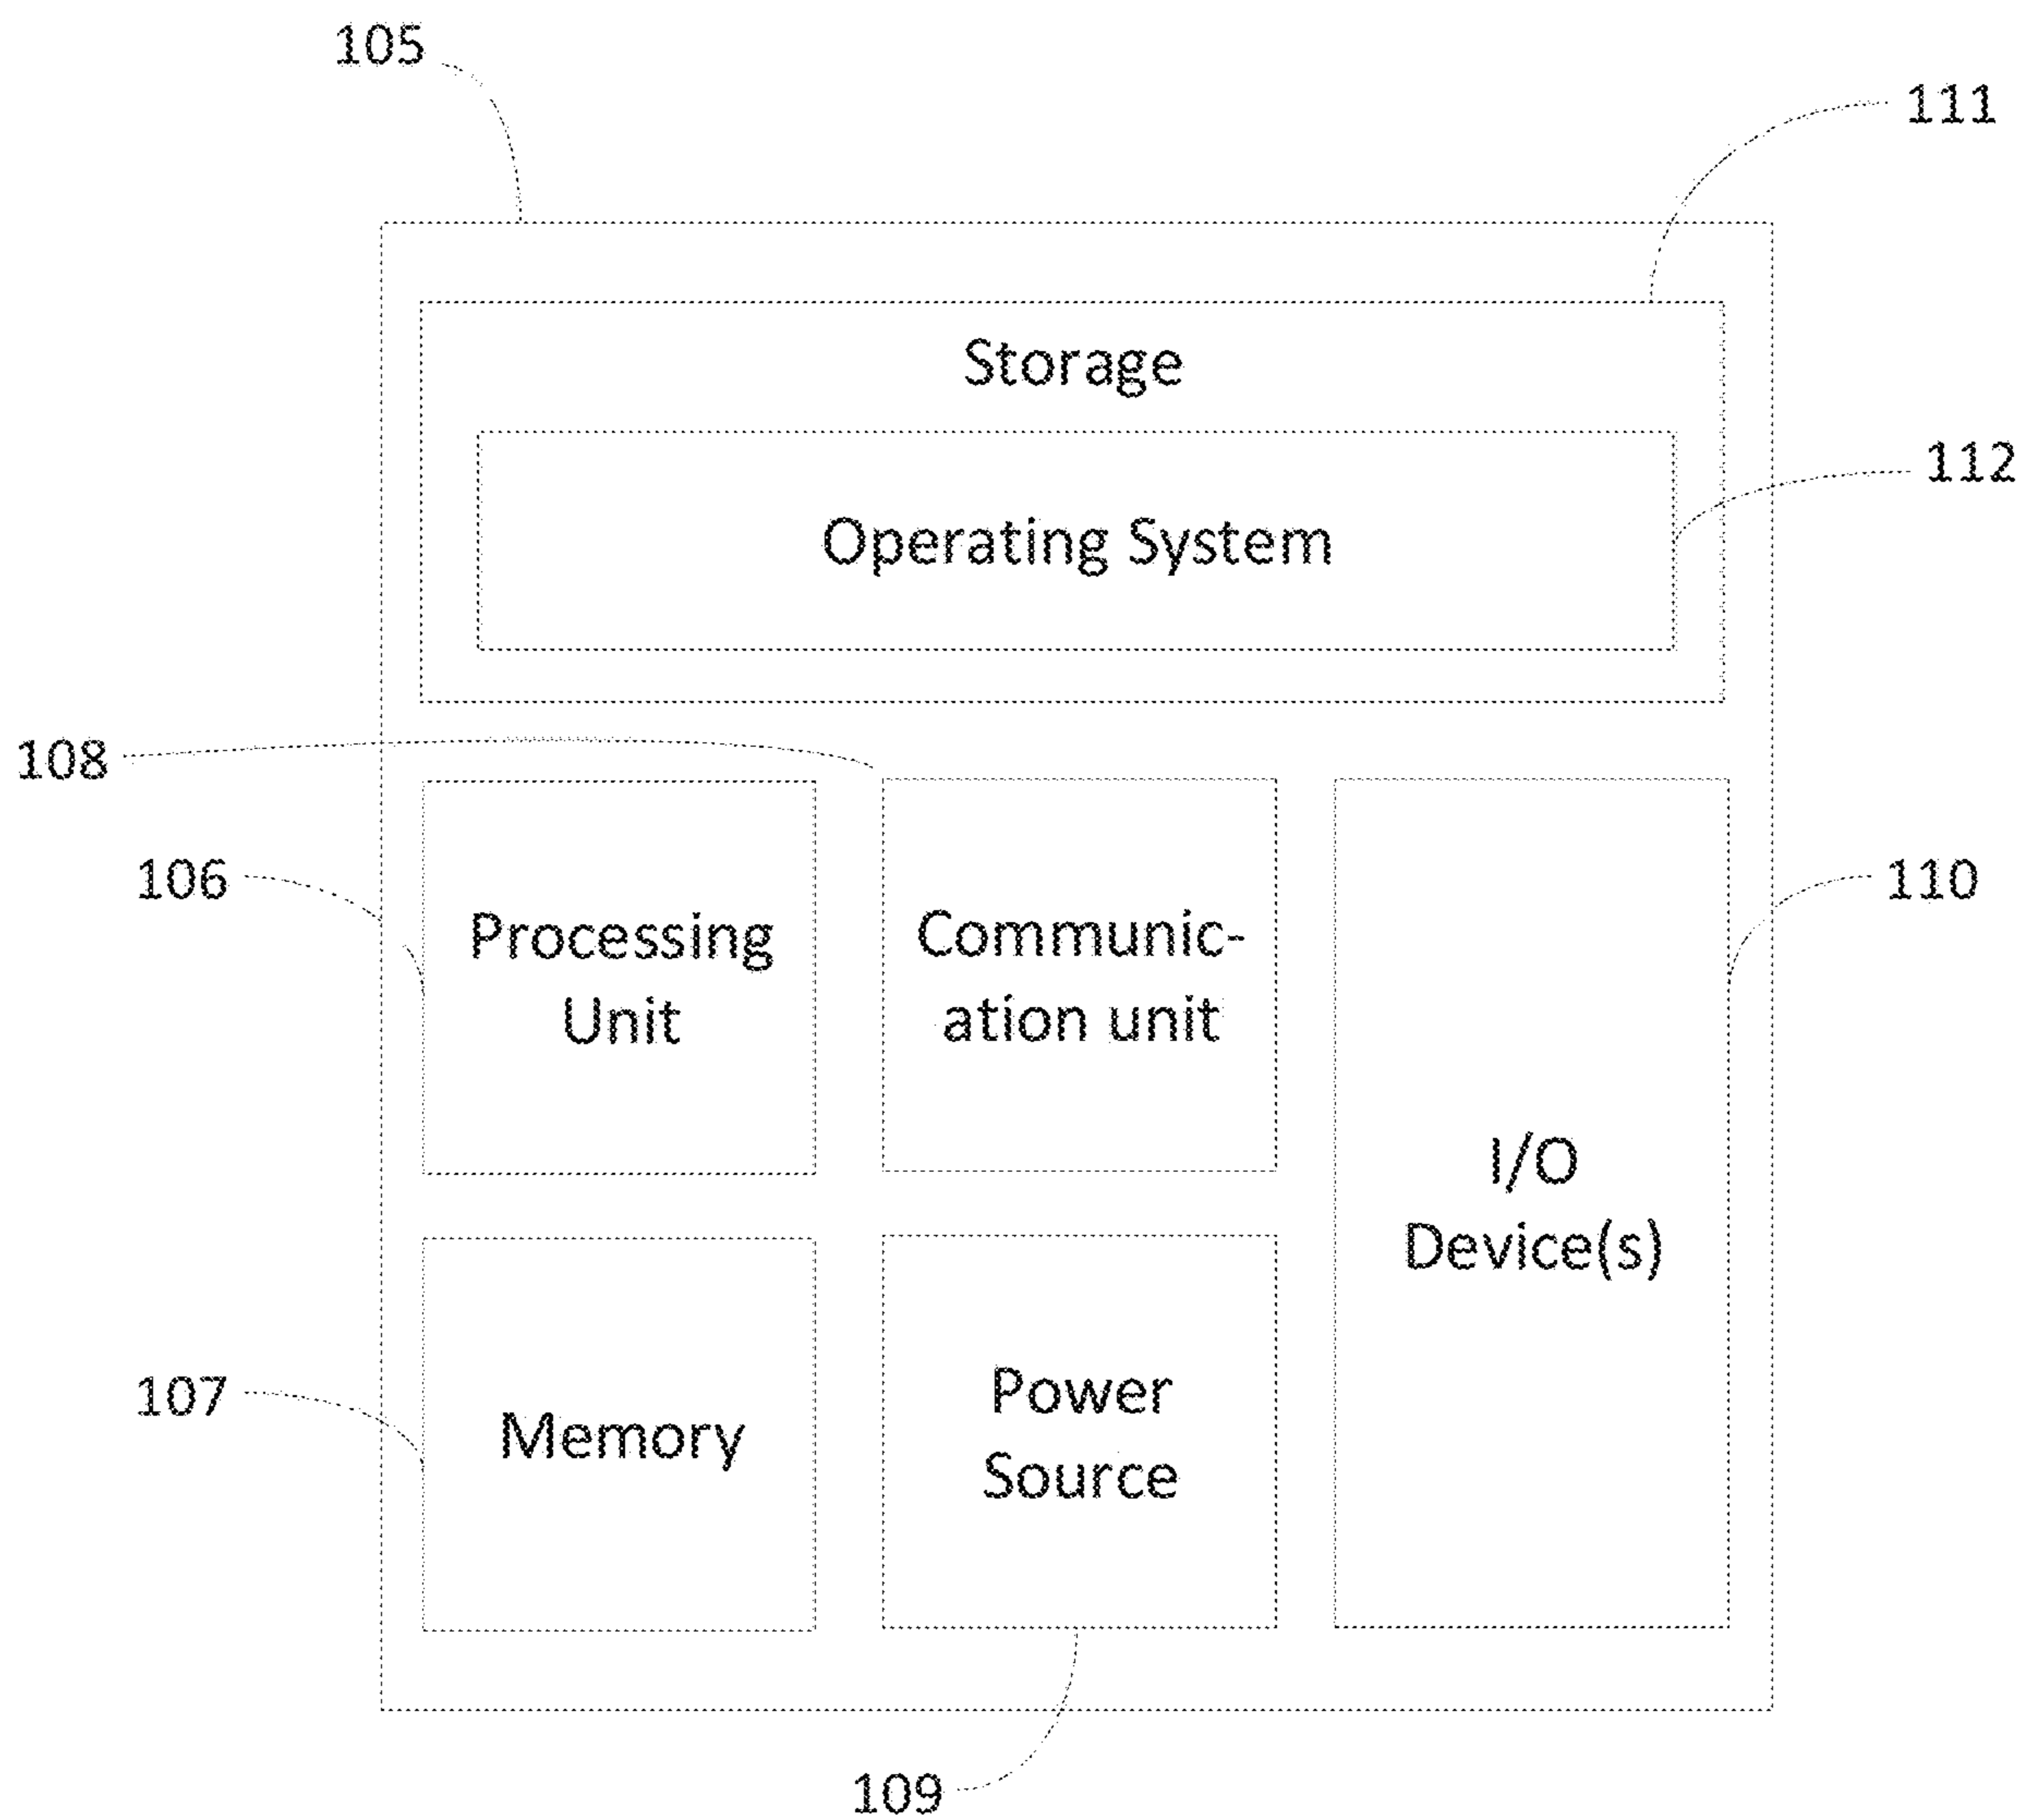 105
111
Storage
112
Operating System
108
106
110
Processing
Unit
Communic-
ation unit
I/O
Device(s)
107
Memory
Power
Source
109